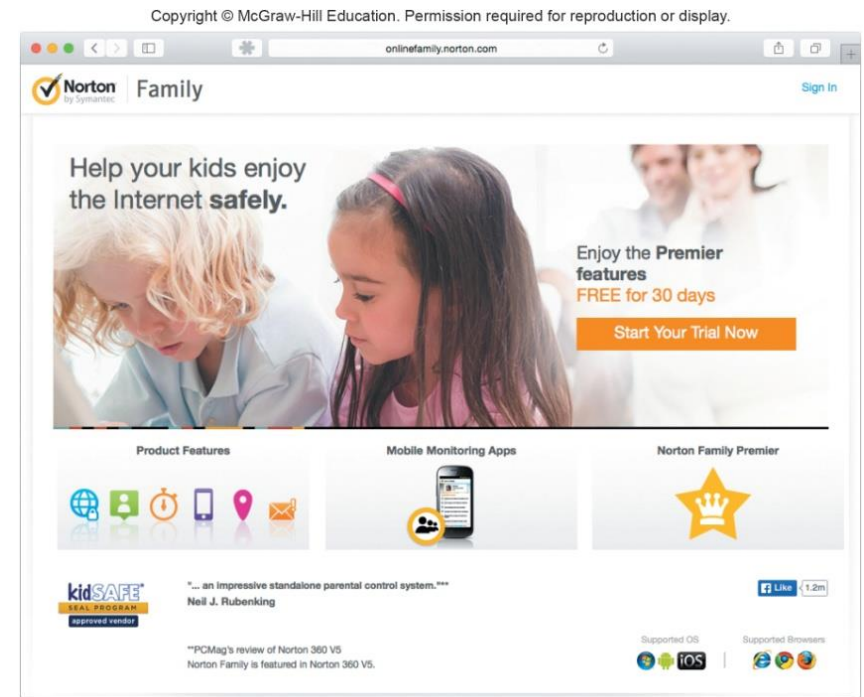 Copyright © McGraw-Hill Education. Permission required for reproduction or display.
onlinefamily.norton.com
Norton
by Symantec
Family
Sign In
Help your kids enjoy
the Internet safely.
Enjoy the Premier
features
FREE for 30 days
Start Your Trial Now
Product Features
Mobile Monitoring Apps
Norton Family Premier
kidSAFE
SEAL PROGRAM
approved vendor
"... an impressive standalone parental control system."**
Neil J. Rubenking
**PCMag's review of Norton 360 V5
Norton Family is featured in Norton 360 V5.
Like
1.2m
Supported OS
iOS
Supported Browsers